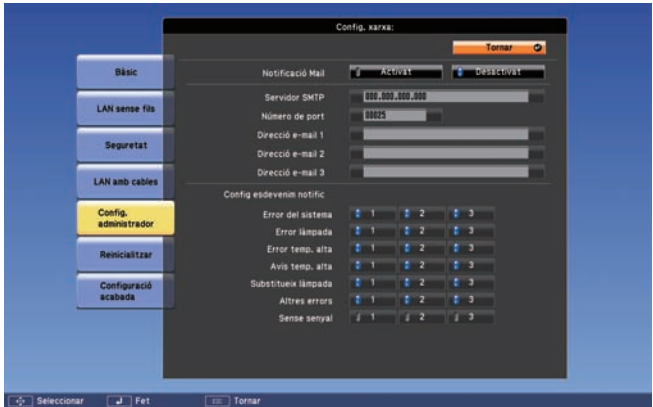 Config. xarxa:
Tornar
Bàsic
LAN sense fils
Seguretat
LAN amb cables
Config.
administrador
Reinicialitzar
Configuració
acabada
Notificació Mail Activat Desactivat
Servidor SMTP 000.000.000.000
Número de port 00025
Direcció e-mail 1
Direcció e-mail 2
Direcció e-mail 3
Config esdevenim notific
Error del sistema 1 2 3
Error làmpada 1 2 3
Error temp. alta 1 2 3
Avis temp. alta 1 2 3
Substitueix làmpada 1 2 3
Altres errors 1 2 3
Sense senyal 1 2 3
Seleccionar Fet ESC Tornar